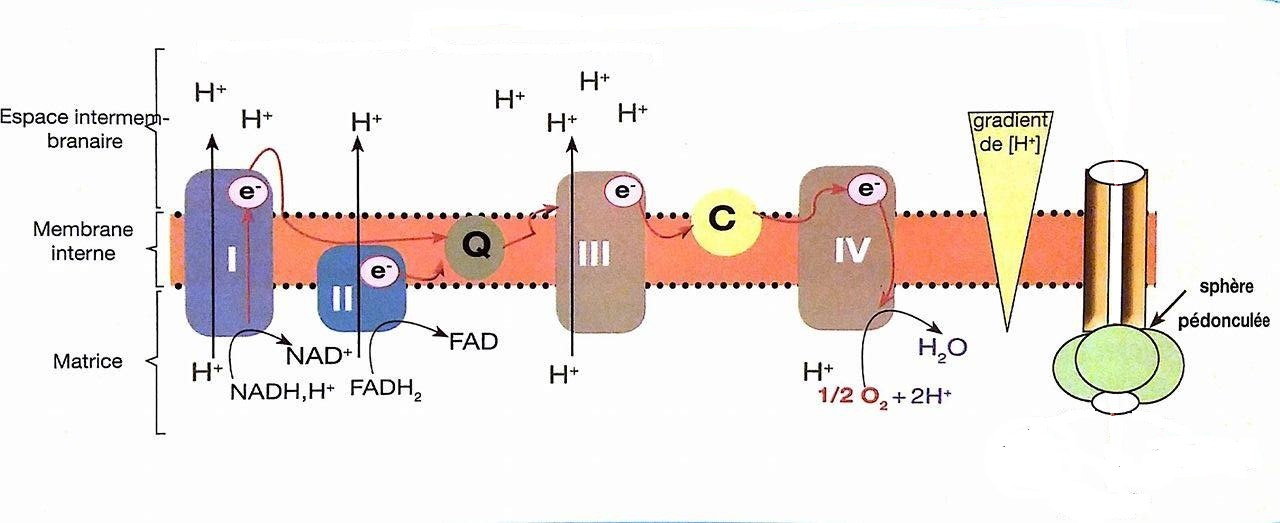 H⁺
H⁺
H⁺
H⁺
H⁺
H⁺
H⁺
Espace intermem-
branaire
gradient
de [H⁺]
e⁻
e⁻
e⁻
Membrane
interne
I
II
e⁻
Q
III
C
IV
sphère
pédonculée
Matrice
H⁺
NAD⁺
NADH,H⁺
FADH₂
FAD
H⁺
H⁺
H₂O
1/2 O₂ + 2H⁺